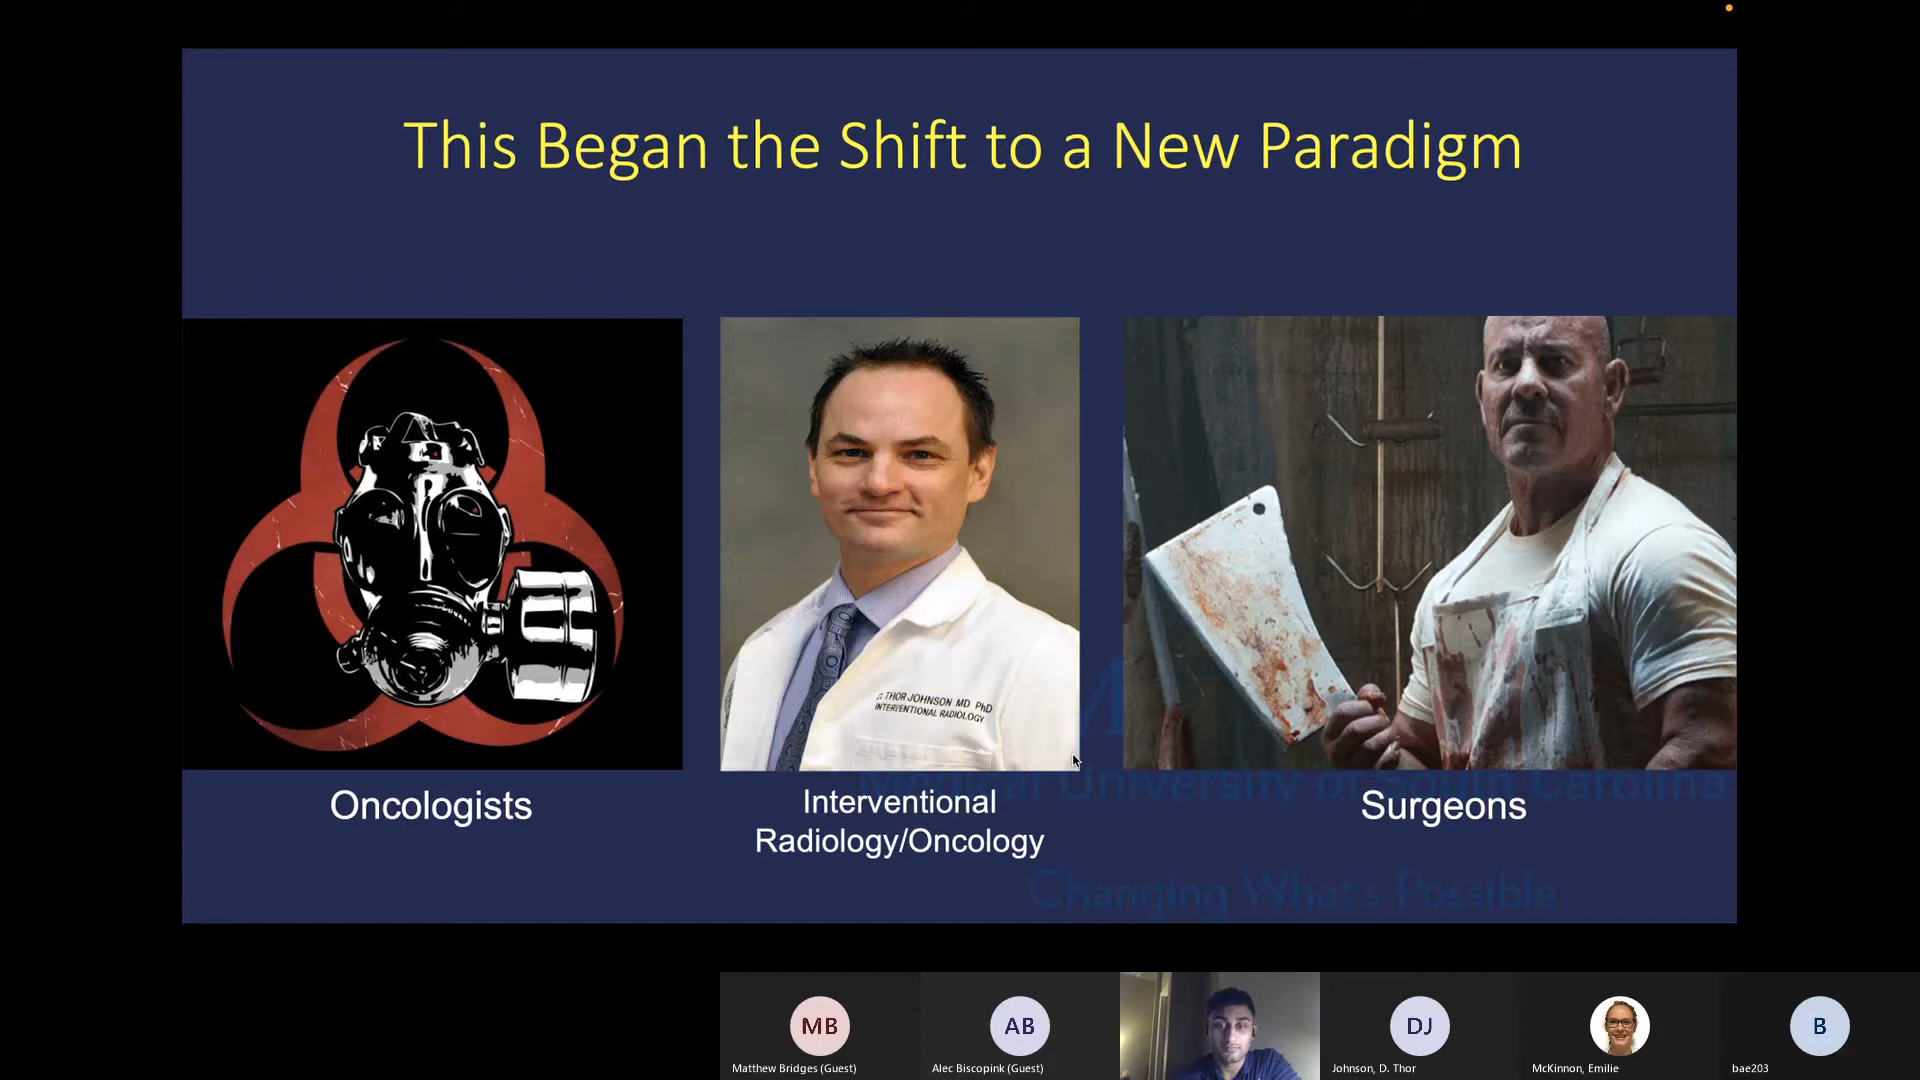 This Began the Shift to a New Paradigm
THOR JOHNSON MD PhD
INTERVENTIONAL RADIOLOGY
Oncologists
Interventional
Radiology/Oncology
Surgeons
Medical University of South Carolina
Changing What's Possible
MB
AB
DJ
B
Matthew Bridges (Guest)
Alec Biscopink (Guest)
Johnson, D. Thor
McKinnon, Emilie
bae203